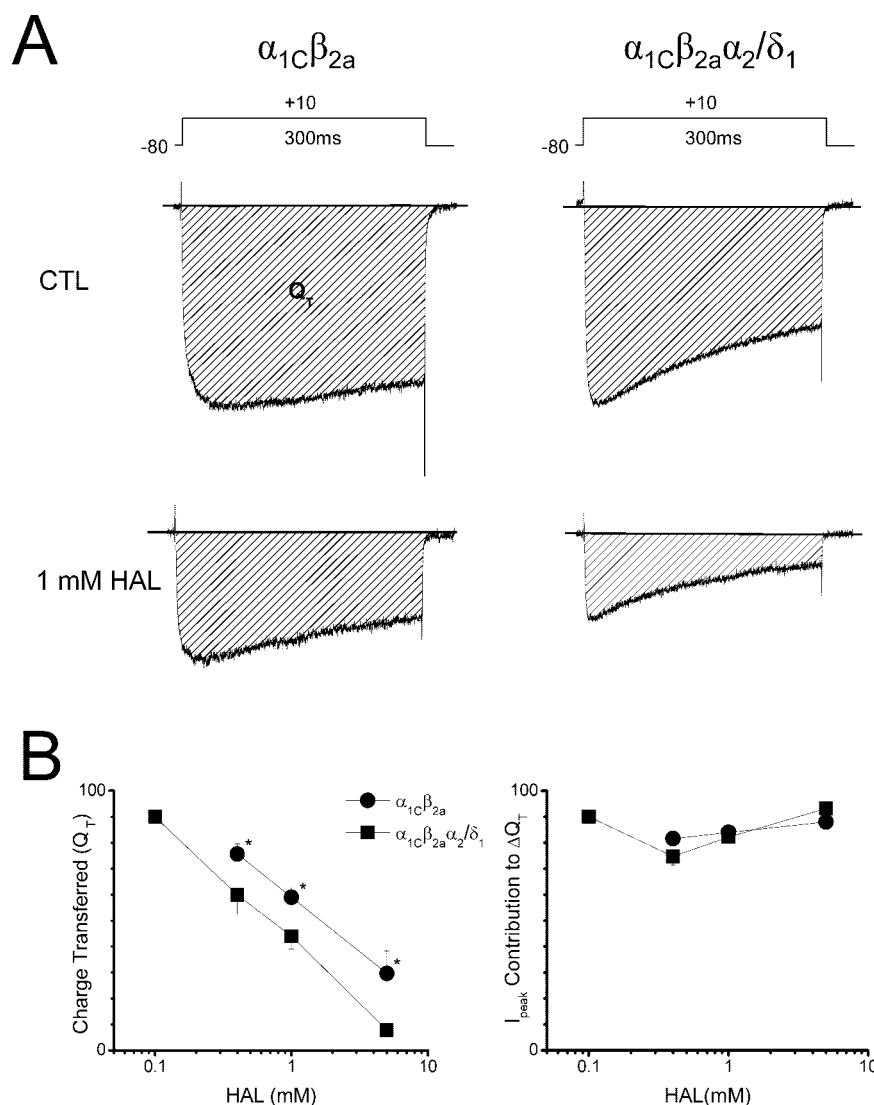 A
α1Cβ2a
α1Cβ2aα2/δ1
+10
+10
-80
300ms
-80
300ms
CTL
QT
1 mM HAL
B
100
α1Cβ2a
α1Cβ2aα2/δ1
*
*
*
Charge Transferred (QT)
0
0.1
1
10
HAL (mM)
100
Ipeak Contribution to ΔQT
0
0.1
1
10
HAL(mM)